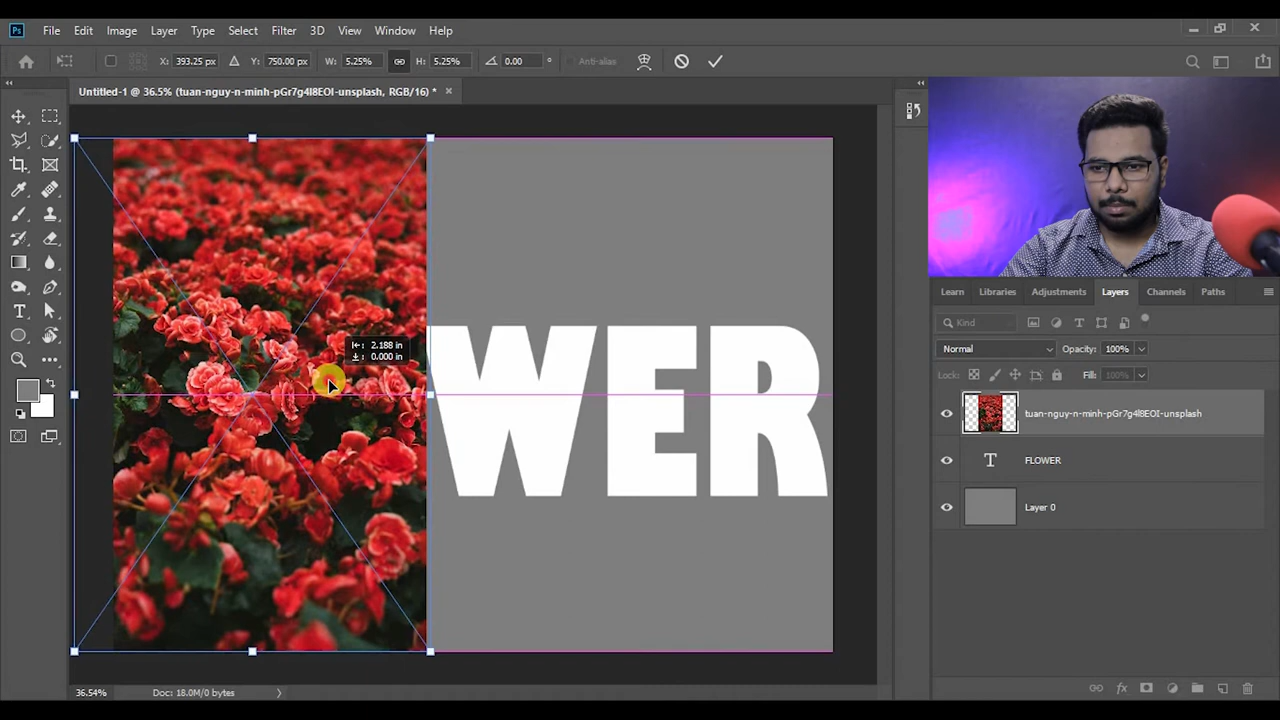 Ps File Edit Image Layer Type Select Filter 3D View Window Help
X: 393.25 px Y: 750.00 px W: 5.25% H: 5.25% 0.00 ° Anti-alias
Untitled-1 @ 36.5% (tuan-nguy-n-minh-pGr7g4l8EOI-unsplash, RGB/16) *
2.188 in
0.000 in
WER
Learn Libraries Adjustments Layers Channels Paths
Kind
Normal Opacity: 100%
Lock: Fill: 100%
tuan-nguy-n-minh-pGr7g4l8EOI-unsplash
T FLOWER
Layer 0
fx
36.54% Doc: 18.0M/0 bytes